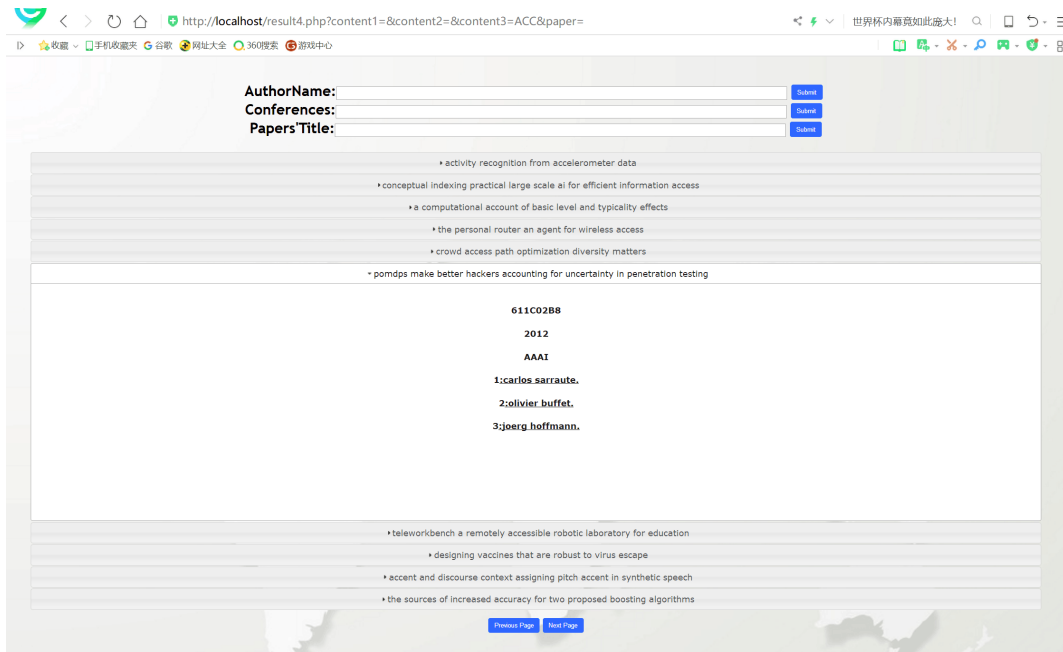 http://localhost/result4.php?content1=&content2=&content3=ACC&paper=
世界杯内幕竟如此庞大!
收藏 手机收藏夹 谷歌 网址大全 360搜索 游戏中心
AuthorName: Submit
Conferences: Submit
Papers'Title: Submit
activity recognition from accelerometer data
conceptual indexing practical large scale ai for efficient information access
a computational account of basic level and typicality effects
the personal router an agent for wireless access
crowd access path optimization diversity matters
pomdps make better hackers accounting for uncertainty in penetration testing
611C02B8
2012
AAAI
1:carlos sarraute.
2:olivier buffet.
3:joerg hoffmann.
teleworkbench a remotely accessible robotic laboratory for education
designing vaccines that are robust to virus escape
accent and discourse context assigning pitch accent in synthetic speech
the sources of increased accuracy for two proposed boosting algorithms
Previous Page Next Page